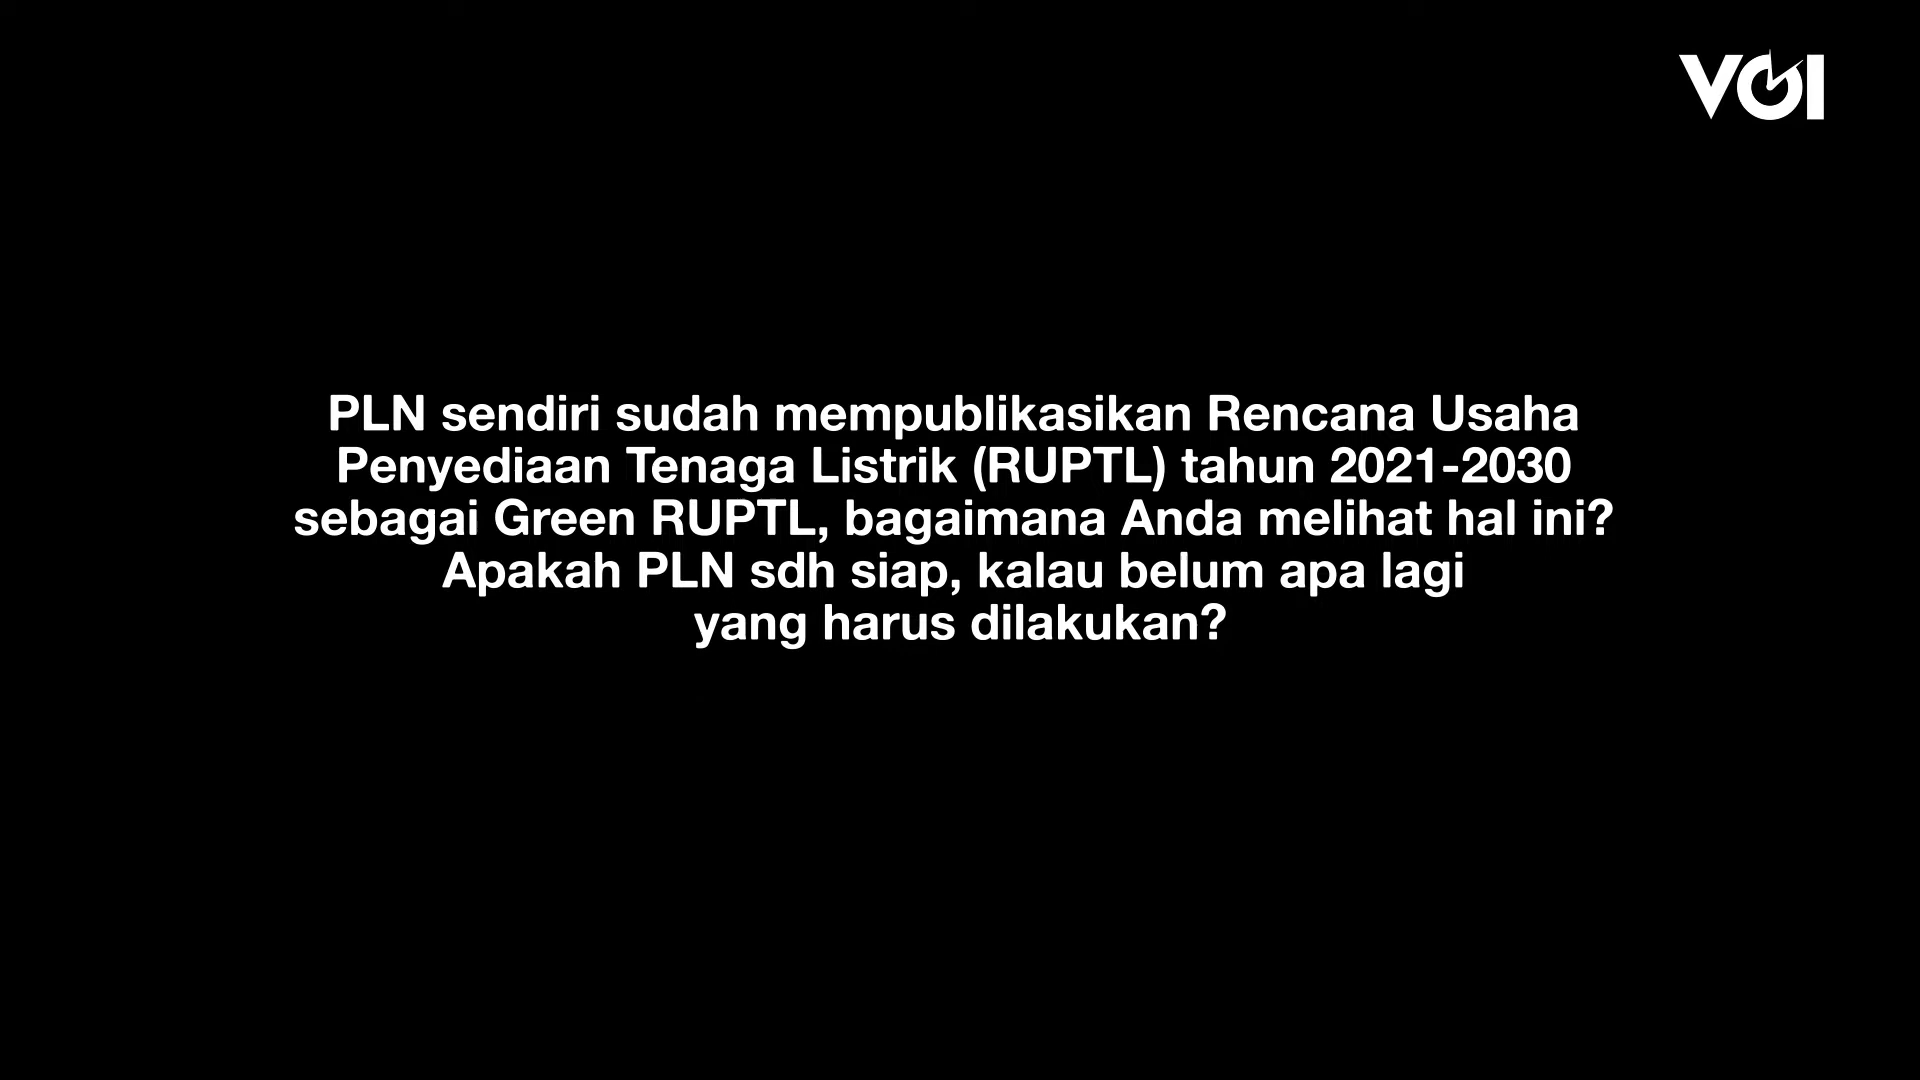 VOI
PLN sendiri sudah mempublikasikan Rencana Usaha
Penyediaan Tenaga Listrik (RUPTL) tahun 2021-2030
sebagai Green RUPTL, bagaimana Anda melihat hal ini?
Apakah PLN sdh siap, kalau belum apa lagi
yang harus dilakukan?